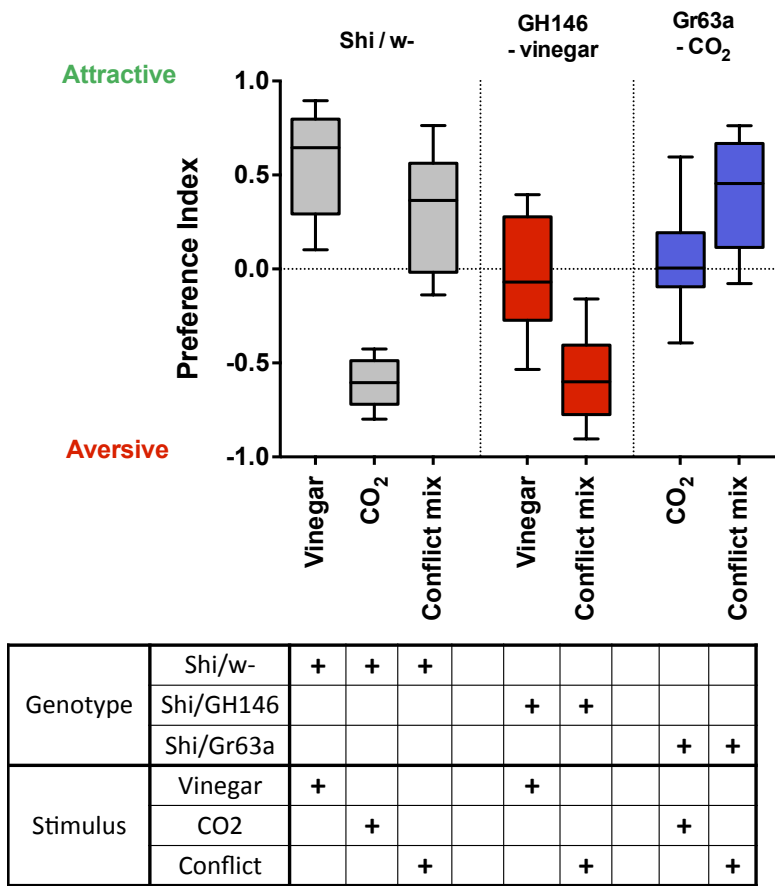 Shi / w-
GH146
- vinegar
Gr63a
- CO₂
Attractive
Aversive
Preference Index
1.0
0.5
0.0
-0.5
-1.0
Vinegar
CO₂
Conflict mix
Vinegar
Conflict mix
CO₂
Conflict mix
Genotype
Shi/w- + + +
Shi/GH146 + +
Shi/Gr63a + +
Stimulus
Vinegar + +
CO2 + +
Conflict + + +